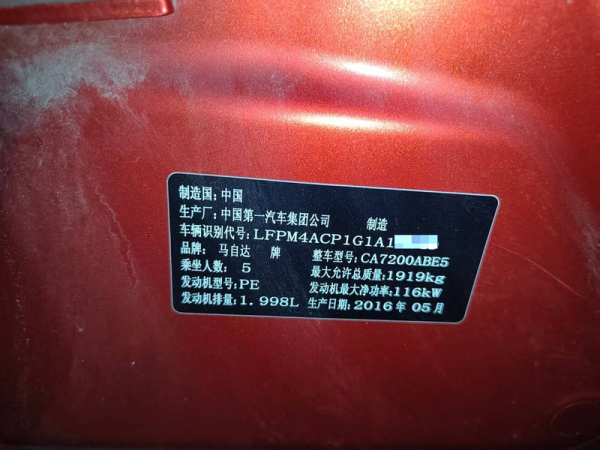 制造国:中国
生产厂:中国第一汽车集团公司 制造
车辆识别代号:LFPM4ACP1G1A1
品牌: 马自达 牌 整车型号:CA7200ABE5
乘坐人数: 5 最大允许总质量:1919kg
发动机型号:PE 发动机最大净功率:116kW
发动机排量:1.998L 生产日期:2016年 05月